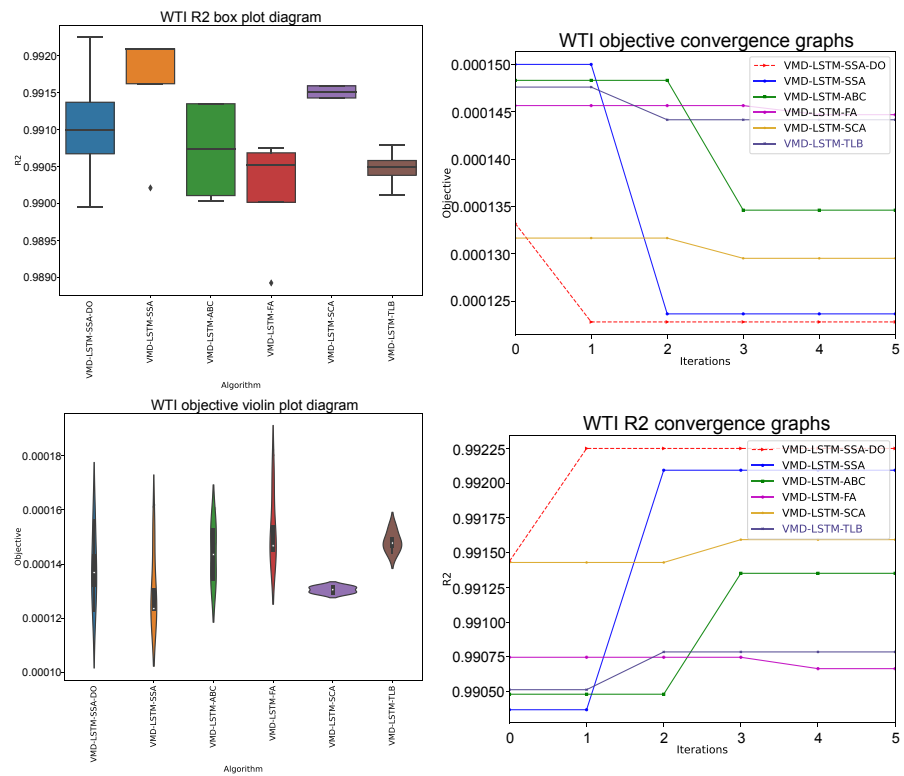 WTI R2 box plot diagram
0.9920
0.9915
0.9910
0.9905
0.9900
0.9895
0.9890
R2
VMD-LSTM-SSA-DO
VMD-LSTM-SSA
VMD-LSTM-ABC
VMD-LSTM-FA
VMD-LSTM-SCA
VMD-LSTM-TLB
Algorithm
WTI objective convergence graphs
0.000150
0.000145
0.000140
0.000135
0.000130
0.000125
Objective
VMD-LSTM-SSA-DO
VMD-LSTM-SSA
VMD-LSTM-ABC
VMD-LSTM-FA
VMD-LSTM-SCA
VMD-LSTM-TLB
0 1 2 3 4 5
Iterations
WTI objective violin plot diagram
0.00018
0.00016
0.00014
0.00012
0.00010
Objective
VMD-LSTM-SSA-DO
VMD-LSTM-SSA
VMD-LSTM-ABC
VMD-LSTM-FA
VMD-LSTM-SCA
VMD-LSTM-TLB
Algorithm
WTI R2 convergence graphs
0.99225
0.99200
0.99175
0.99150
0.99125
0.99100
0.99075
0.99050
R2
VMD-LSTM-SSA-DO
VMD-LSTM-SSA
VMD-LSTM-ABC
VMD-LSTM-FA
VMD-LSTM-SCA
VMD-LSTM-TLB
0 1 2 3 4 5
Iterations